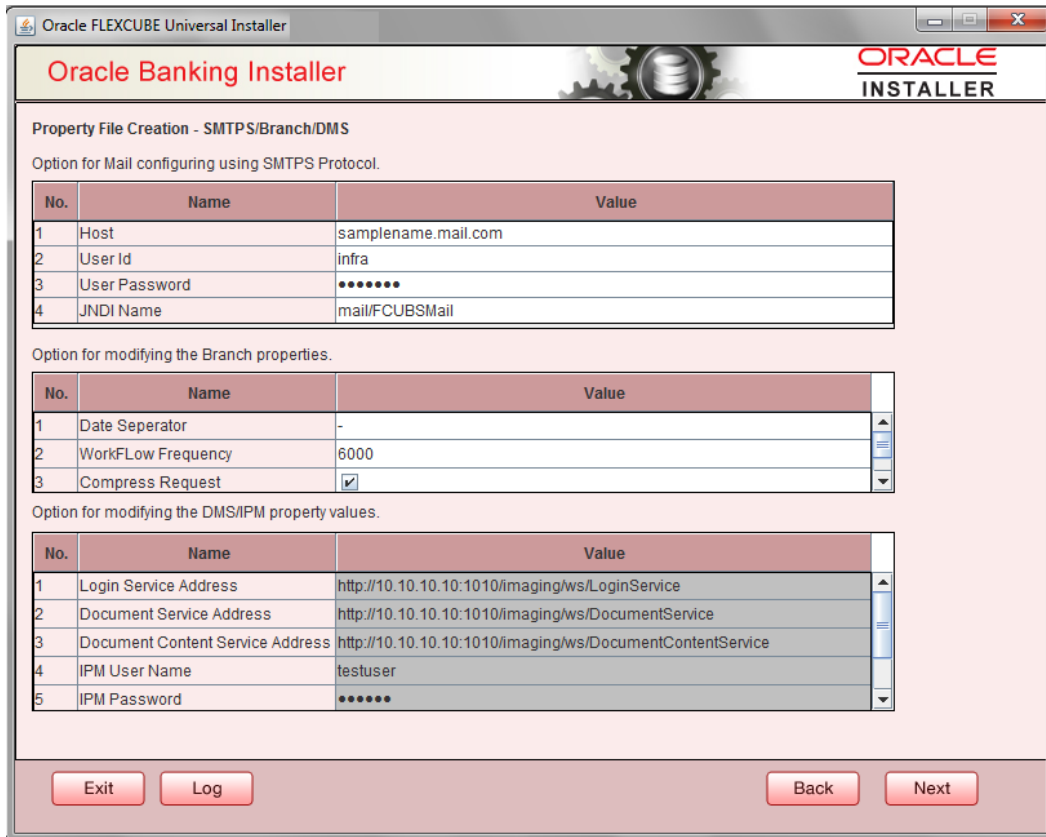 Oracle FLEXCUBE Universal Installer
Oracle Banking Installer
ORACLE
INSTALLER
Property File Creation - SMTPS/Branch/DMS
Option for Mail configuring using SMTPS Protocol.
No. Name Value
1 Host samplename.mail.com
2 User Id infra
3 User Password •••••••
4 JNDI Name mail/FCUBSMail
Option for modifying the Branch properties.
No. Name Value
1 Date Seperator -
2 WorkFLow Frequency 6000
3 Compress Request
Option for modifying the DMS/IPM property values.
No. Name Value
1 Login Service Address http://10.10.10.10:1010/imaging/ws/LoginService
2 Document Service Address http://10.10.10.10:1010/imaging/ws/DocumentService
3 Document Content Service Address http://10.10.10.10:1010/imaging/ws/DocumentContentService
4 IPM User Name testuser
5 IPM Password ••••••
Exit Log Back Next